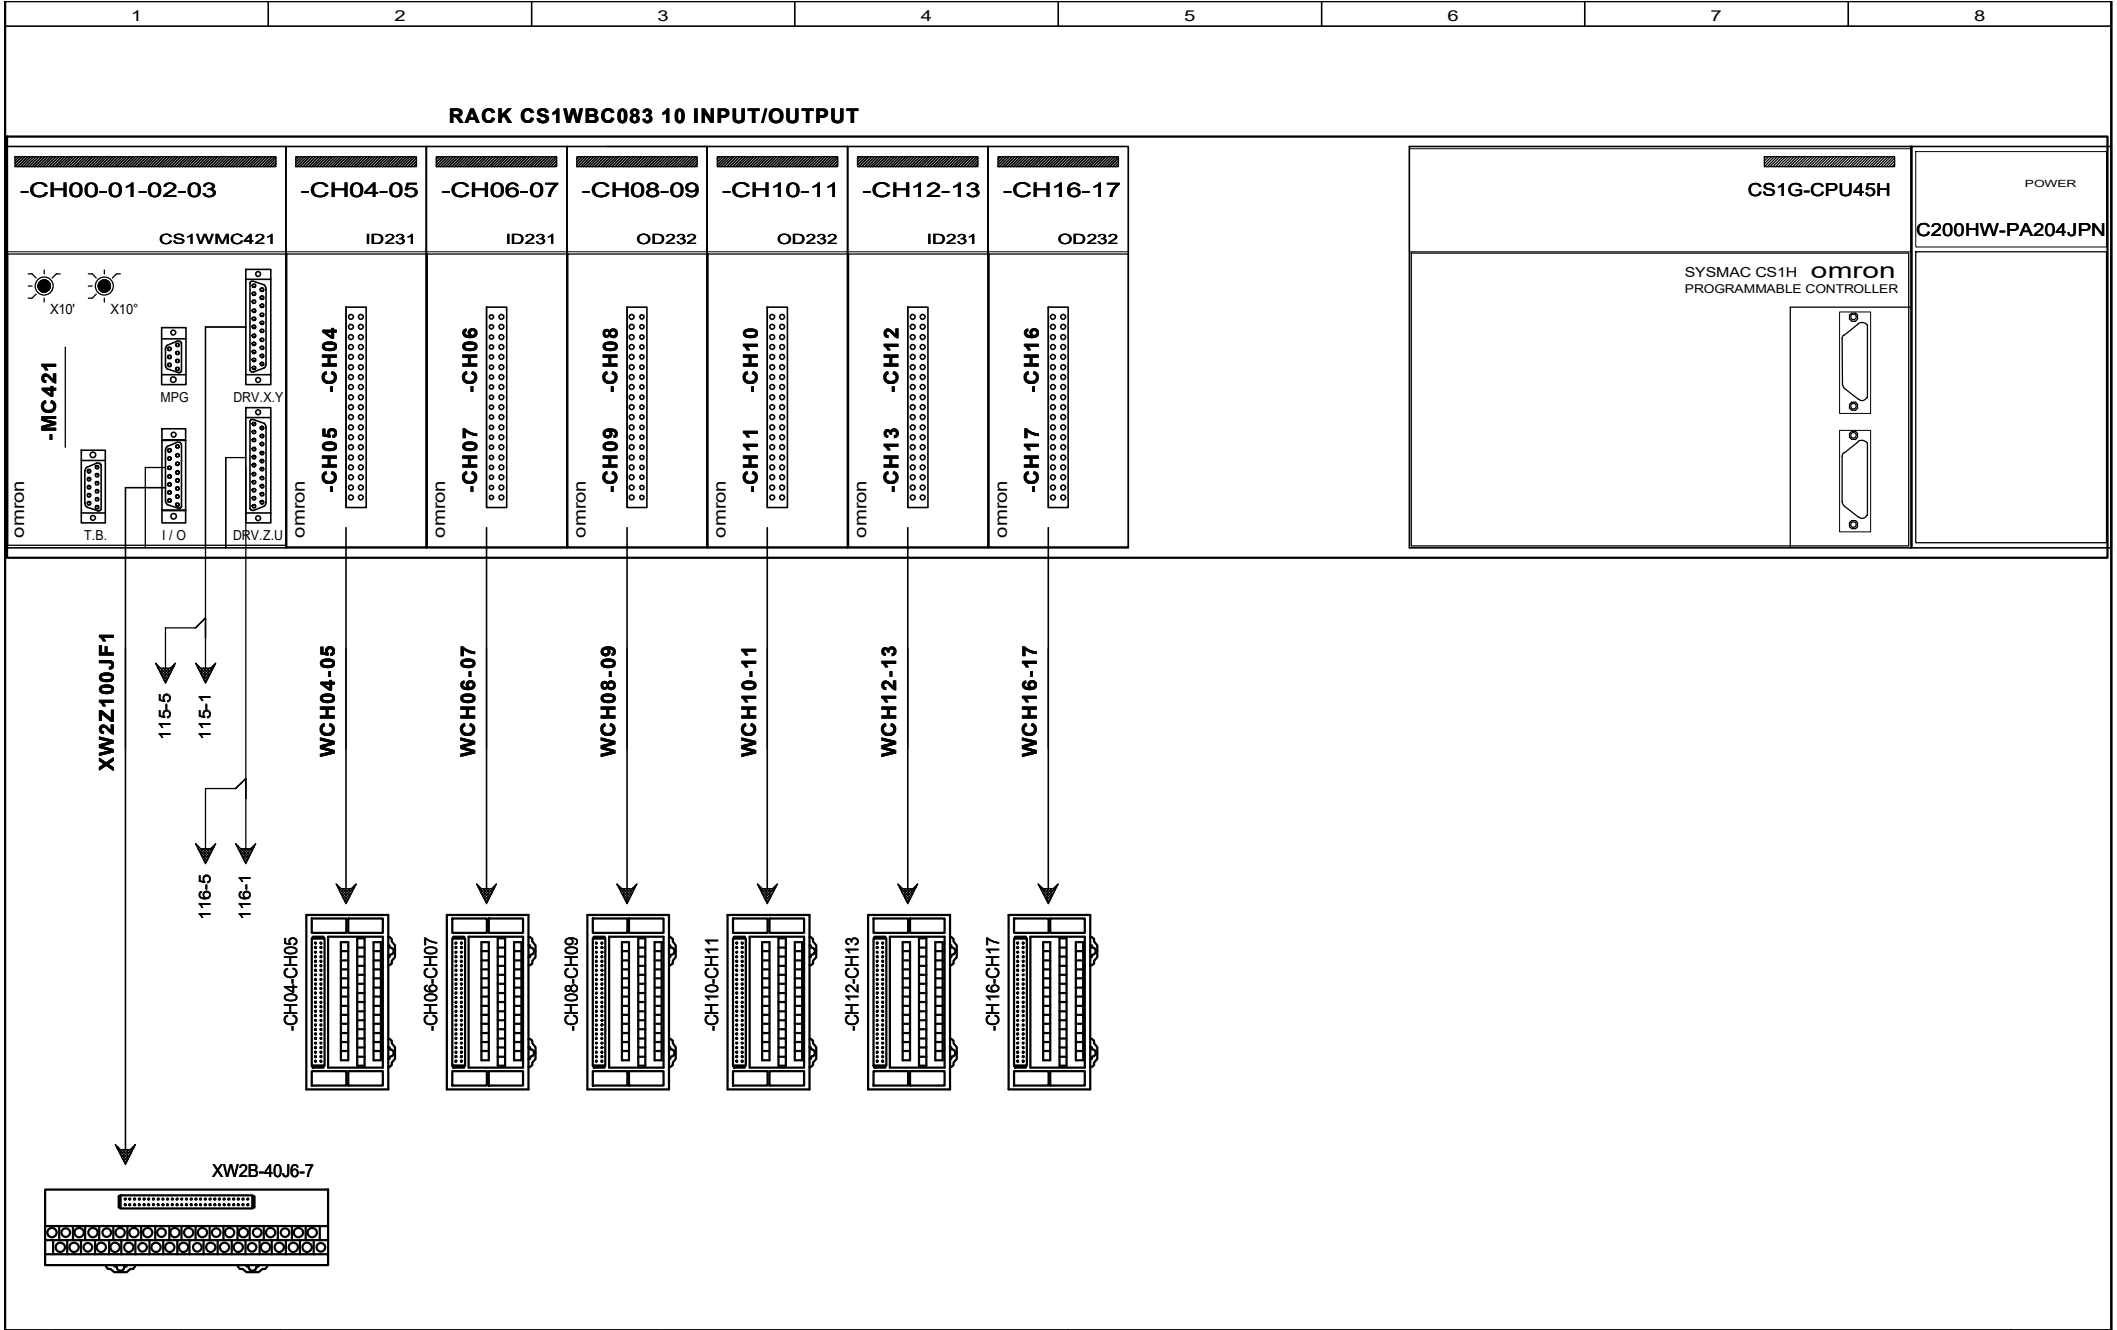 1 2 3 4 5 6 7 8
RACK CS1WBC083 10 INPUT/OUTPUT
-CH00-01-02-03
CS1WMC421
-CH04-05
ID231
-CH06-07
ID231
-CH08-09
OD232
-CH10-11
OD232
-CH12-13
ID231
-CH16-17
OD232
CS1G-CPU45H
POWER
C200HW-PA204JPN
SYSMAC CS1H omron
PROGRAMMABLE CONTROLLER
X10' X10°
-MC421
MPG
DRV.X.Y
T.B.
I / O
DRV.Z.U
omron
-CH04
-CH05
omron
-CH06
-CH07
omron
-CH08
-CH09
omron
-CH10
-CH11
omron
-CH12
-CH13
omron
-CH16
-CH17
omron
XW2Z100JF1
115-5
115-1
116-5
116-1
WCH04-05
WCH06-07
WCH08-09
WCH10-11
WCH12-13
WCH16-17
-CH04-CH05
-CH06-CH07
-CH08-CH09
-CH10-CH11
-CH12-CH13
-CH16-CH17
XW2B-40J6-7